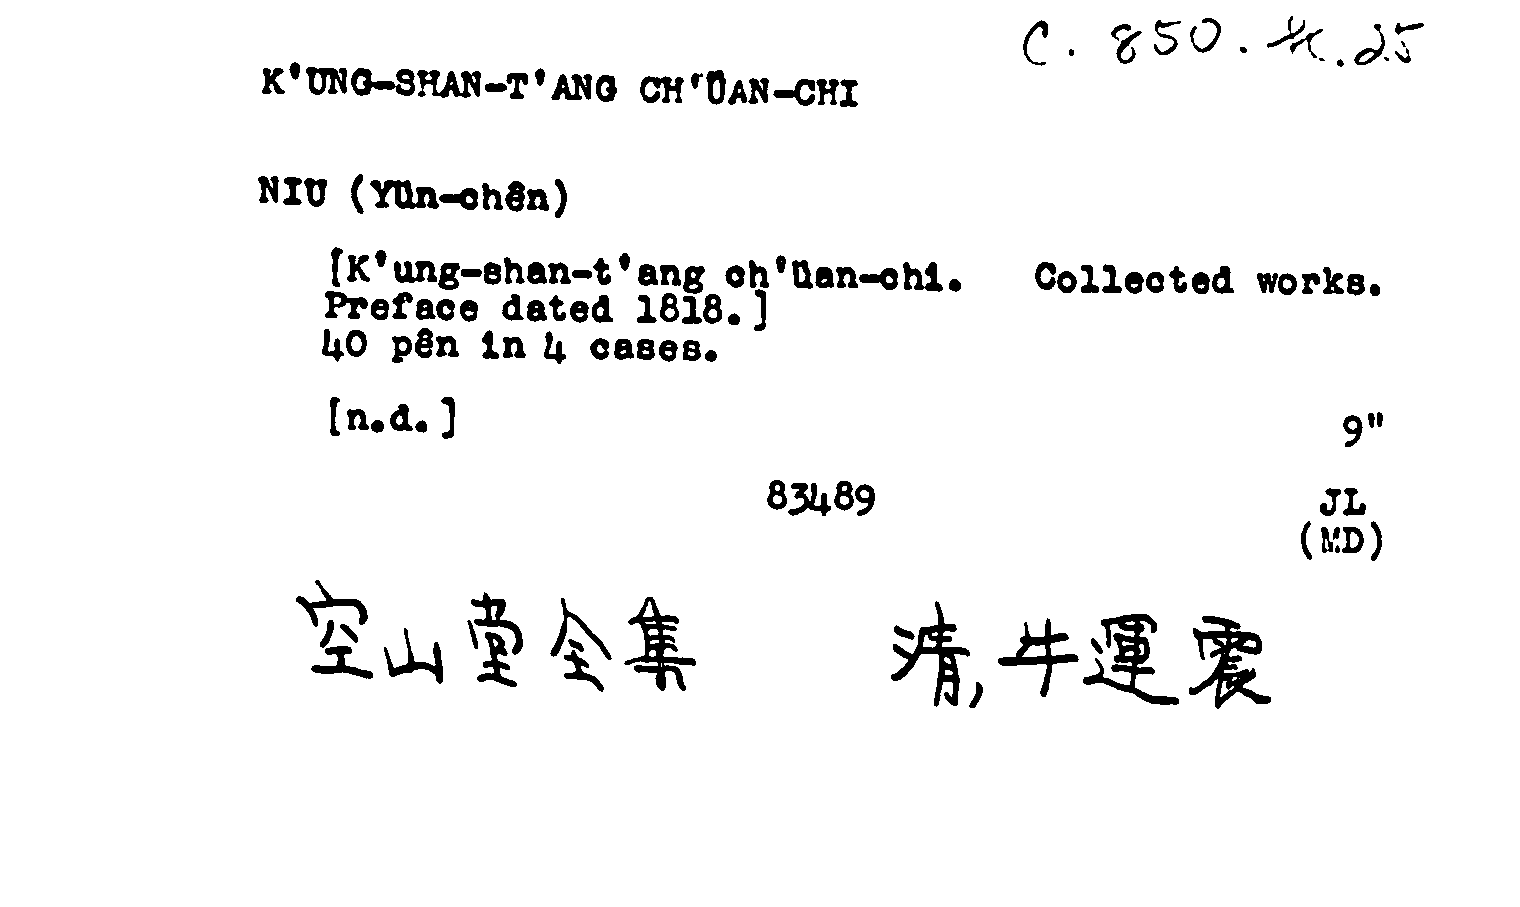 C. 850. . 25
K'UNG-SHAN-T'ANG CH'ÜAN-CHI
NIU (Yün-chên)
[K'ung-shan-t'ang ch'üan-chi. Collected works.
Preface dated 1818.]
40 pên in 4 cases.
[n.d.] 9"
83489 JL
(MD)
空山堂全集 清, 牛運震